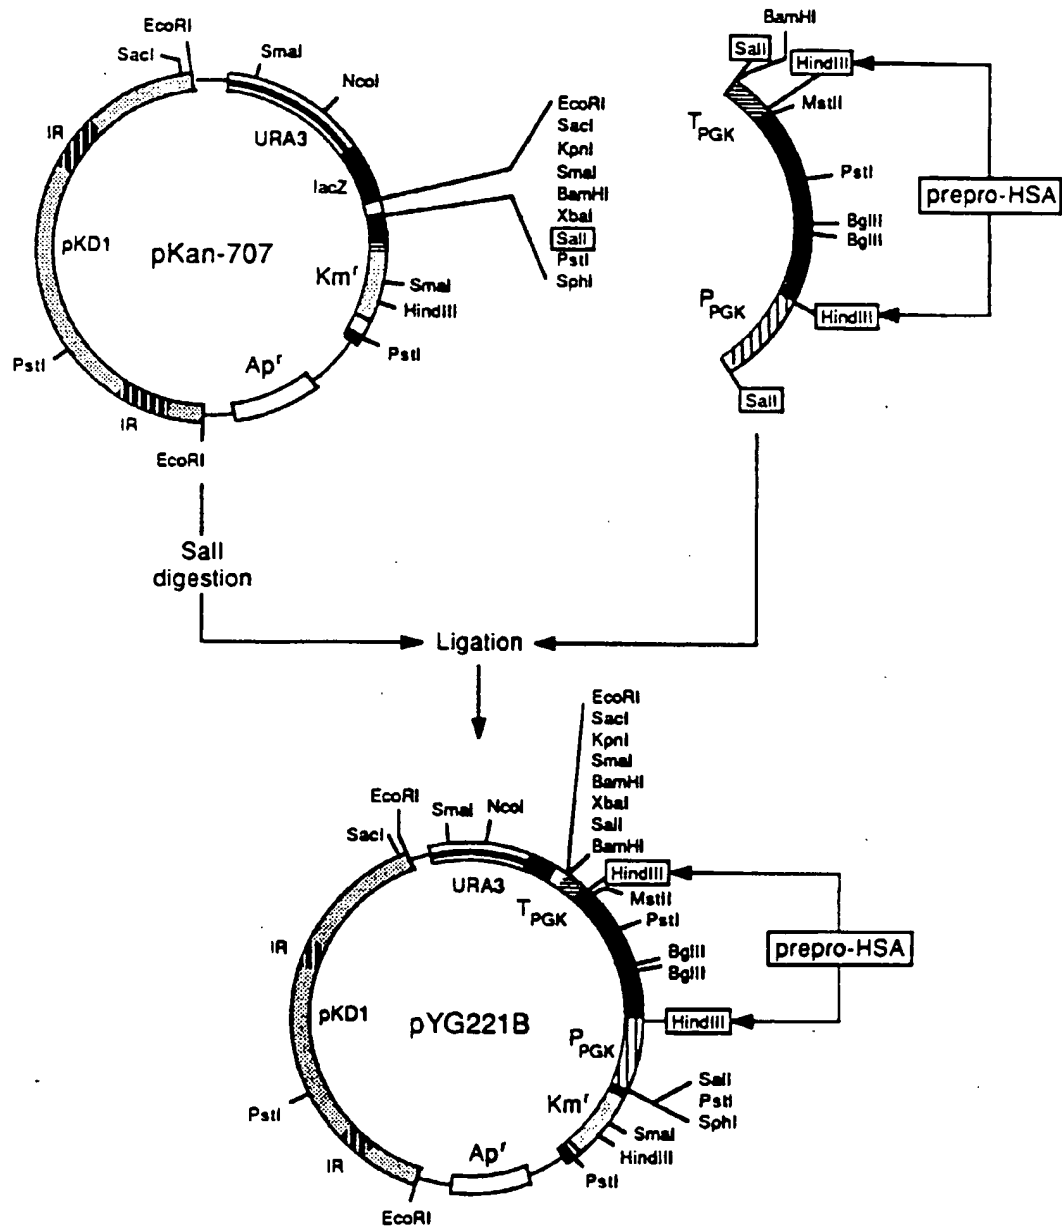 EcoRI
SacI
SmaI
NcoI
IR
URA3
lacZ
pKD1
pKan-707
Kmʳ
SmaI
HindIII
PstI
PstI
Apʳ
IR
EcoRI
EcoRI
SacI
KpnI
SmaI
BamHI
XbaI
SalI
PstI
SphI
BamHI
SalI
HindIII
MstII
T PGK
PstI
prepro-HSA
BglII
BglII
P PGK
HindIII
SalI
SalI
digestion
Ligation
EcoRI
SacI
KpnI
SmaI
BamHI
XbaI
SalI
BamHI
EcoRI
SacI
SmaI
NcoI
URA3
T PGK
HindIII
MstII
PstI
IR
BglII
BglII
prepro-HSA
pKD1
pYG221B
HindIII
P PGK
SalI
PstI
SphI
PstI
Kmʳ
SmaI
HindIII
IR
Apʳ
PstI
EcoRI